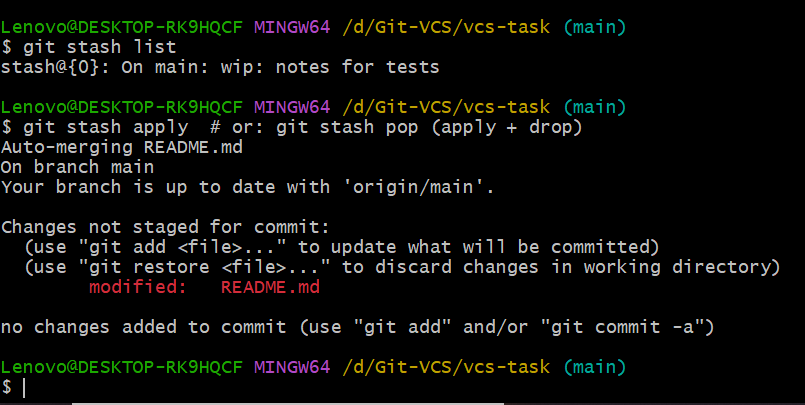 Lenovo@DESKTOP-RK9HQCF MINGW64 /d/Git-VCS/vcs-task (main)
$ git stash list
stash@{0}: On main: wip: notes for tests
Lenovo@DESKTOP-RK9HQCF MINGW64 /d/Git-VCS/vcs-task (main)
$ git stash apply  # or: git stash pop (apply + drop)
Auto-merging README.md
On branch main
Your branch is up to date with 'origin/main'.
Changes not staged for commit:
  (use "git add <file>..." to update what will be committed)
  (use "git restore <file>..." to discard changes in working directory)
        modified:   README.md
no changes added to commit (use "git add" and/or "git commit -a")
Lenovo@DESKTOP-RK9HQCF MINGW64 /d/Git-VCS/vcs-task (main)
$